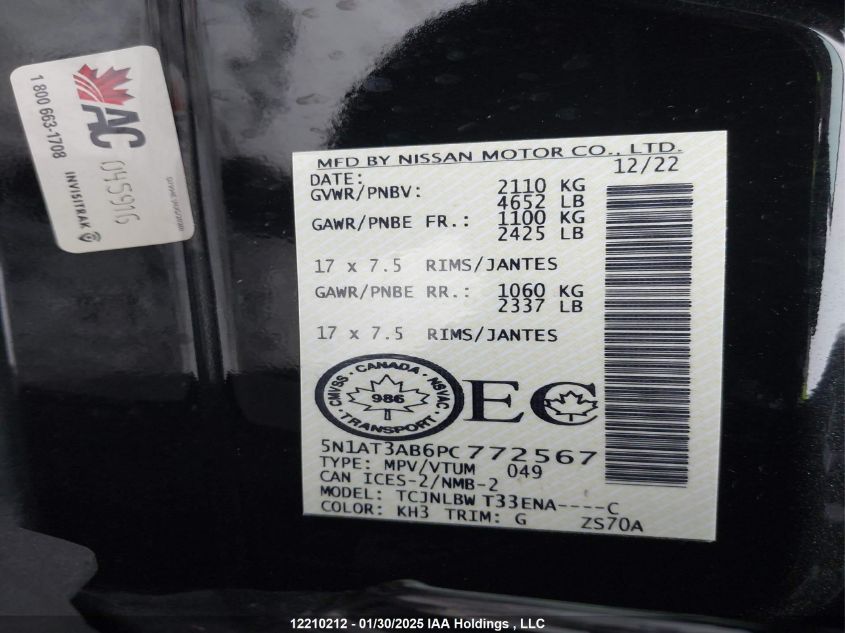 AC
0459116
1 800 663-1708
INVISITRAK
MFD BY NISSAN MOTOR CO., LTD.
DATE: 12/22
GVWR/PNBV: 2110 KG
4652 LB
GAWR/PNBE FR.: 1100 KG
2425 LB
17 x 7.5 RIMS/JANTES
GAWR/PNBE RR.: 1060 KG
2337 LB
17 x 7.5 RIMS/JANTES
CMVSS · CANADA · NSVAC · TRANSPORT ·
986
EC
5N1AT3AB6PC772567
TYPE: MPV/VTUM 049
CAN ICES-2/NMB-2
MODEL: TCJNLBW T33ENA----C
COLOR: KH3 TRIM: G ZS70A
12210212 - 01/30/2025 IAA Holdings , LLC